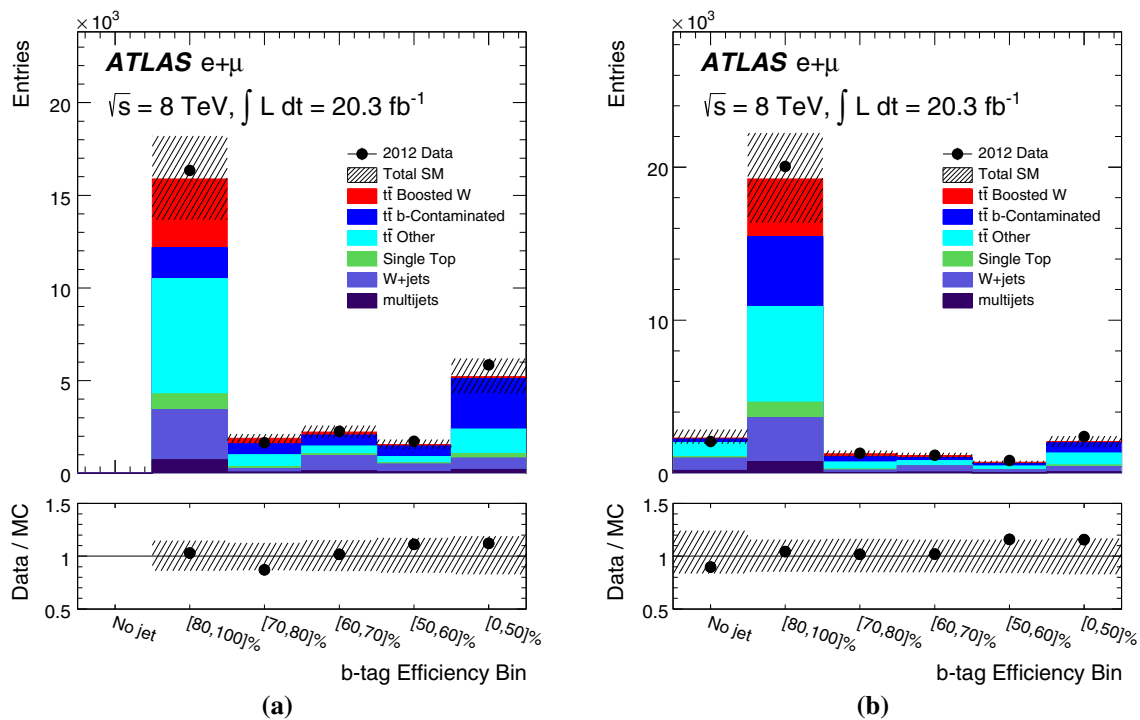 × 10³
Entries
20
15
10
5
0
ATLAS e+μ
√s = 8 TeV, ∫ L dt = 20.3 fb⁻¹
2012 Data
Total SM
tt̄ Boosted W
tt̄ b-Contaminated
tt̄ Other
Single Top
W+jets
multijets
Data / MC
1.5
1
0.5
No jet
[80,100]%
[70,80]%
[60,70]%
[50,60]%
[0,50]%
b-tag Efficiency Bin
(a)
× 10³
Entries
20
10
0
ATLAS e+μ
√s = 8 TeV, ∫ L dt = 20.3 fb⁻¹
2012 Data
Total SM
tt̄ Boosted W
tt̄ b-Contaminated
tt̄ Other
Single Top
W+jets
multijets
Data / MC
1.5
1
0.5
No jet
[80,100]%
[70,80]%
[60,70]%
[50,60]%
[0,50]%
b-tag Efficiency Bin
(b)